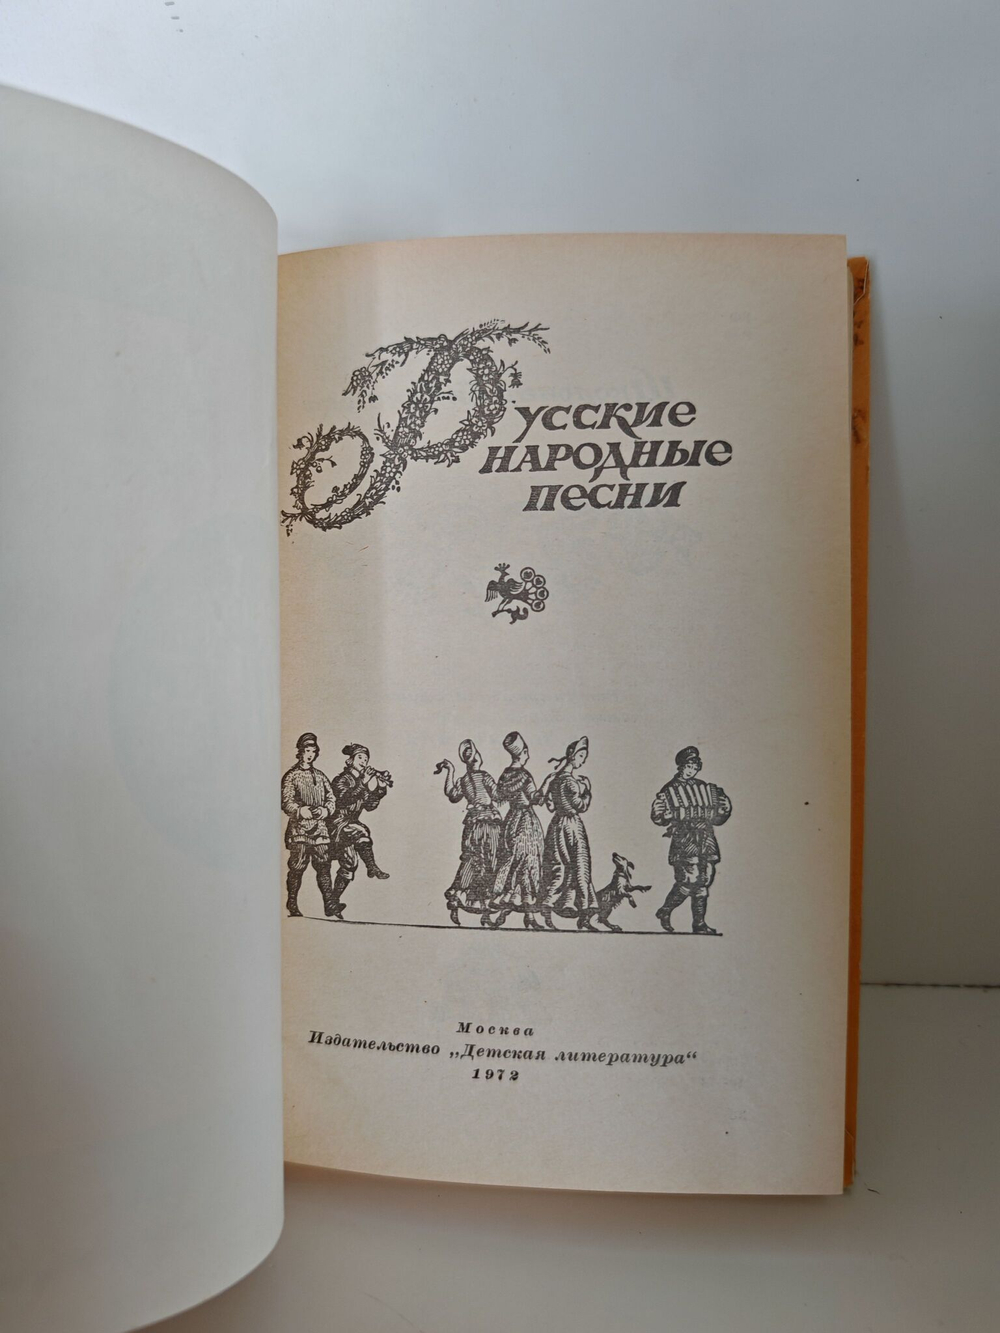 Русские
народные
песни
Москва
Издательство „Детская литература“
1972